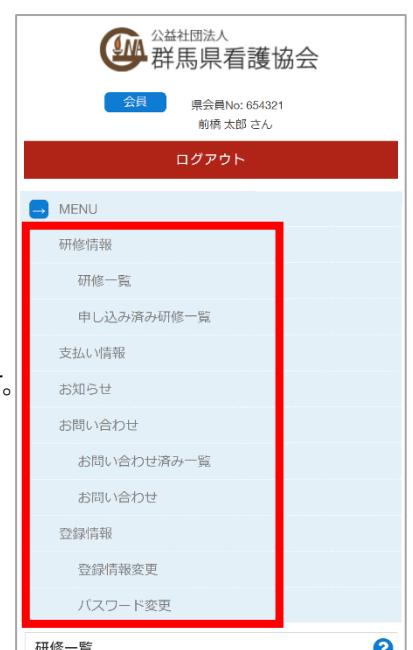 公益社団法人
群馬県看護協会
会員
県会員No: 654321
前橋 太郎 さん
ログアウト
→ MENU
研修情報
研修一覧
申し込み済み研修一覧
支払い情報
。
お知らせ
お問い合わせ
お問い合わせ済み一覧
お問い合わせ
登録情報
登録情報変更
パスワード変更
研修一覧 ?